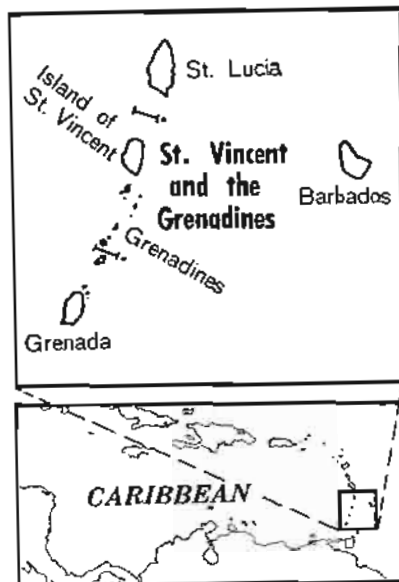 St. Lucia
Island of
St. Vincent
St. Vincent
and the
Grenadines
Barbados
Grenadines
Grenada
CARIBBEAN